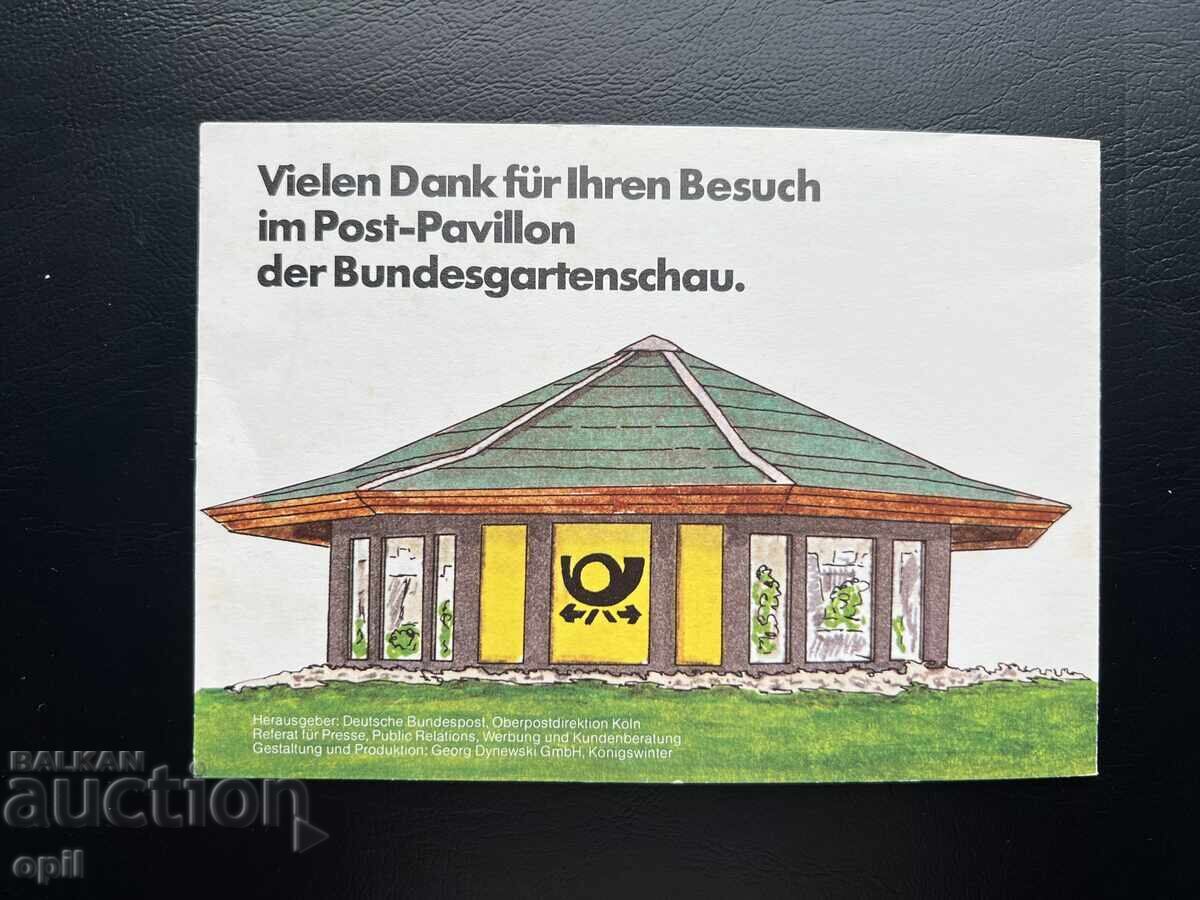 Vielen Dank für Ihren Besuch
im Post-Pavillon
der Bundesgartenschau.
Herausgeber: Deutsche Bundespost, Oberpostdirektion Köln
Referat für Presse, Public Relations, Werbung und Kundenberatung
Gestaltung und Produktion: Georg Dynewski GmbH, Königswinter
BALKAN
auction
opil